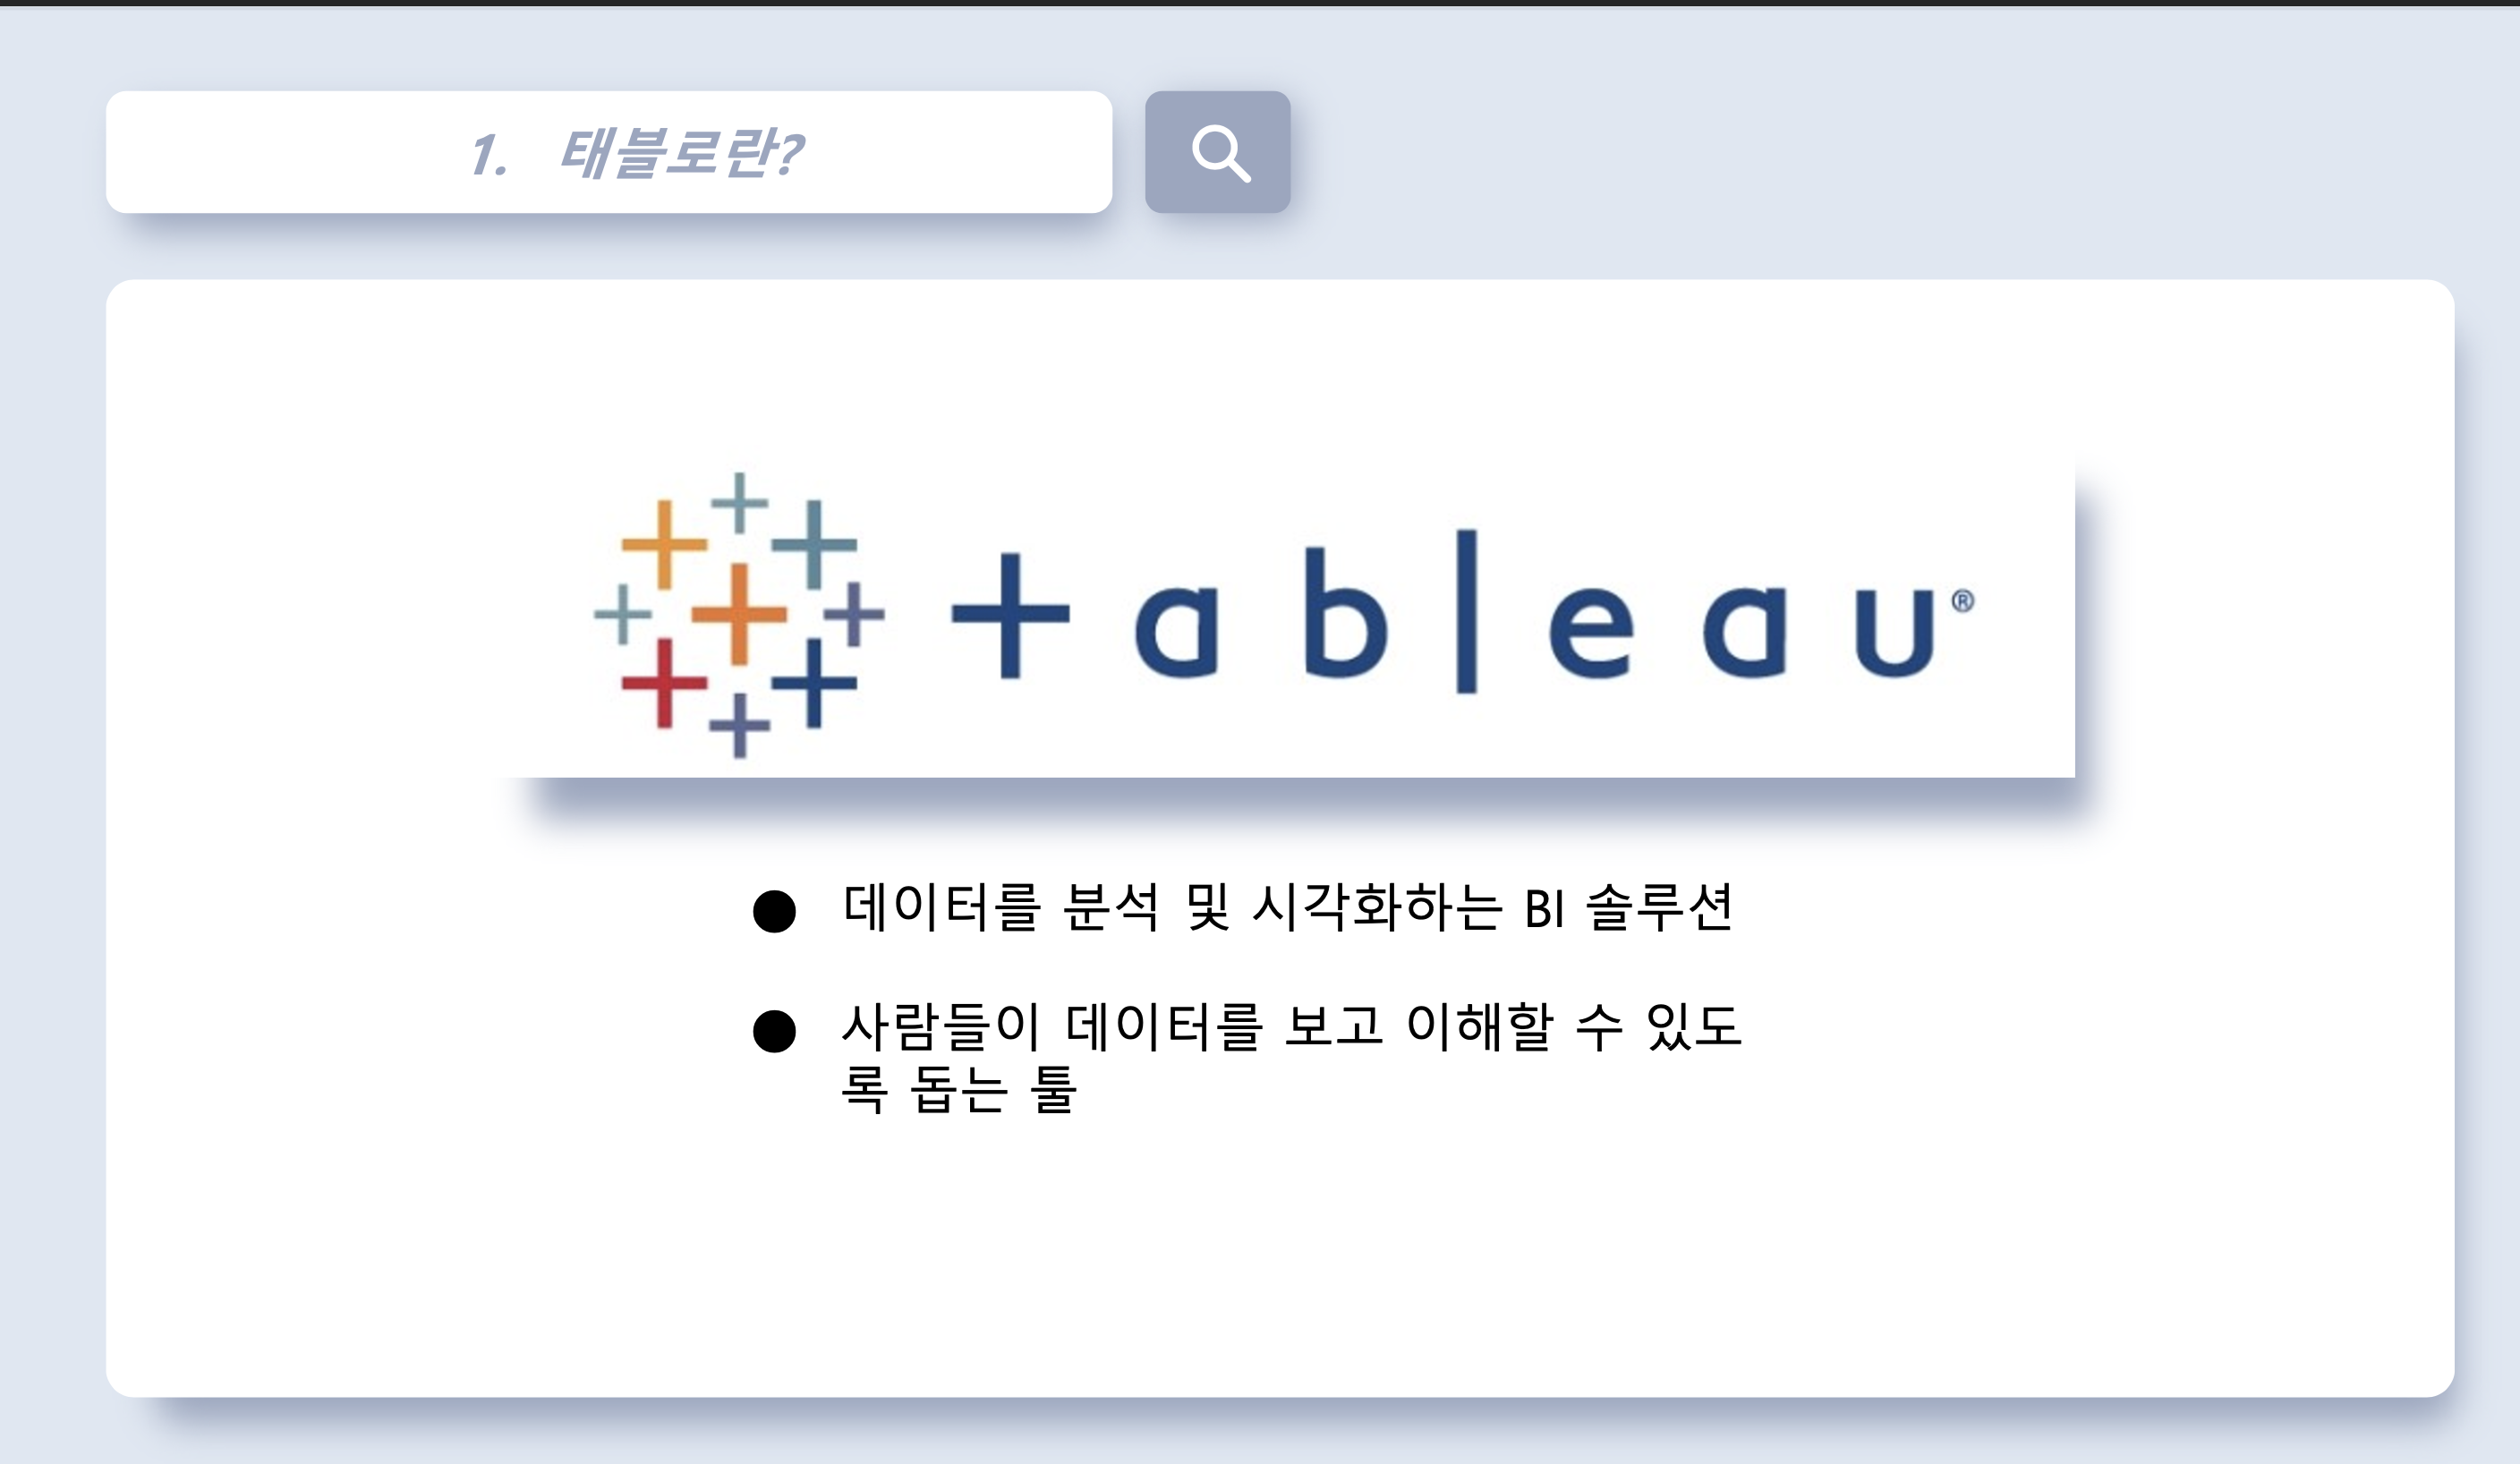 1. 태블로란?
+ a b l e a u ®
● 데이터를 분석 및 시각화하는 BI 솔루션
● 사람들이 데이터를 보고 이해할 수 있도
록 돕는 툴